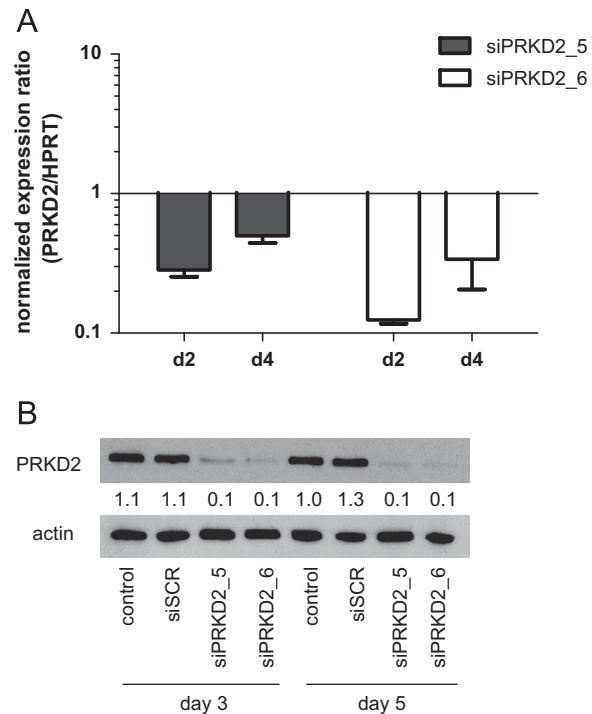 A
siPRKD2_5
siPRKD2_6
normalized expression ratio
(PRKD2/HPRT)
10
1
0.1
d2 d4 d2 d4
B
PRKD2
1.1 1.1 0.1 0.1 1.0 1.3 0.1 0.1
actin
control
siSCR
siPRKD2_5
siPRKD2_6
control
siSCR
siPRKD2_5
siPRKD2_6
day 3 day 5